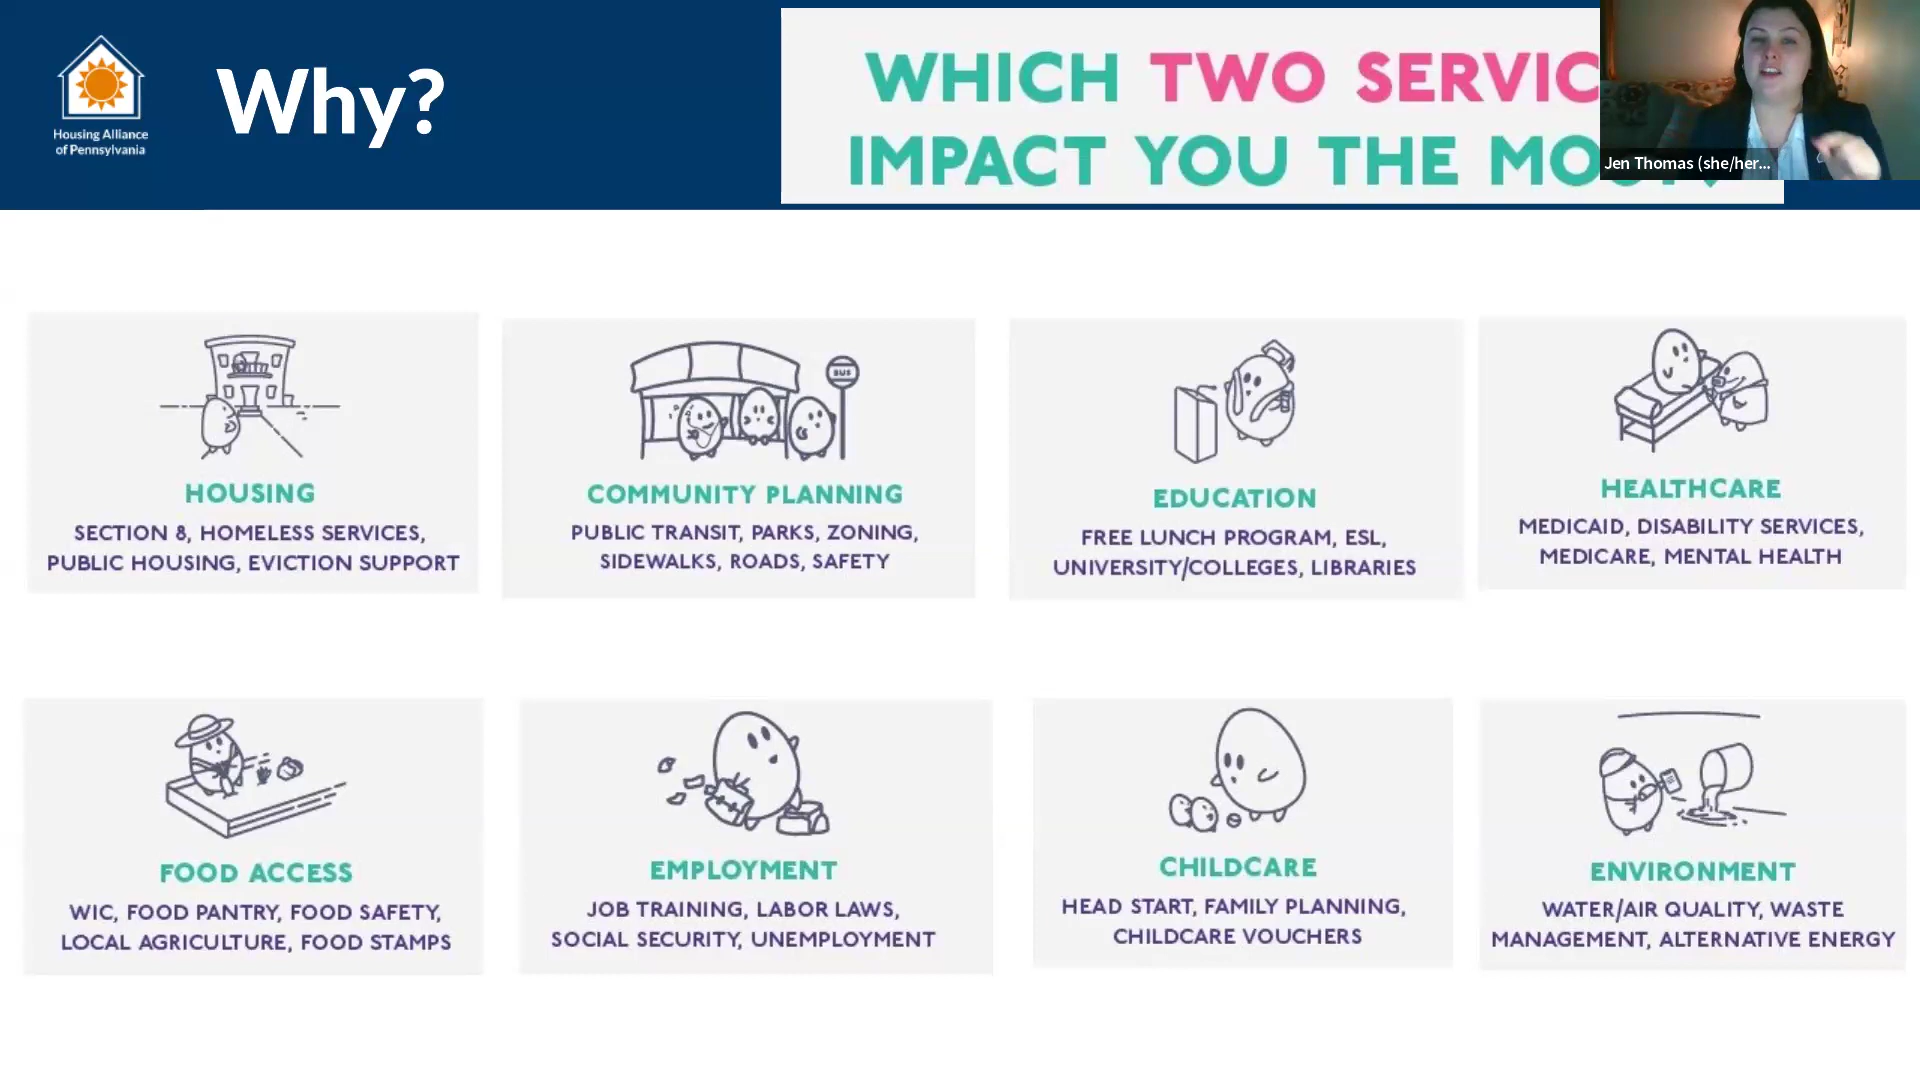 Housing Alliance
of Pennsylvania
Why?
WHICH TWO SERVIC
IMPACT YOU THE MO
Jen Thomas (she/her...
BUS
HOUSING
SECTION 8, HOMELESS SERVICES,
PUBLIC HOUSING, EVICTION SUPPORT
COMMUNITY PLANNING
PUBLIC TRANSIT, PARKS, ZONING,
SIDEWALKS, ROADS, SAFETY
EDUCATION
FREE LUNCH PROGRAM, ESL,
UNIVERSITY/COLLEGES, LIBRARIES
HEALTHCARE
MEDICAID, DISABILITY SERVICES,
MEDICARE, MENTAL HEALTH
FOOD ACCESS
WIC, FOOD PANTRY, FOOD SAFETY,
LOCAL AGRICULTURE, FOOD STAMPS
EMPLOYMENT
JOB TRAINING, LABOR LAWS,
SOCIAL SECURITY, UNEMPLOYMENT
CHILDCARE
HEAD START, FAMILY PLANNING,
CHILDCARE VOUCHERS
ENVIRONMENT
WATER/AIR QUALITY, WASTE
MANAGEMENT, ALTERNATIVE ENERGY